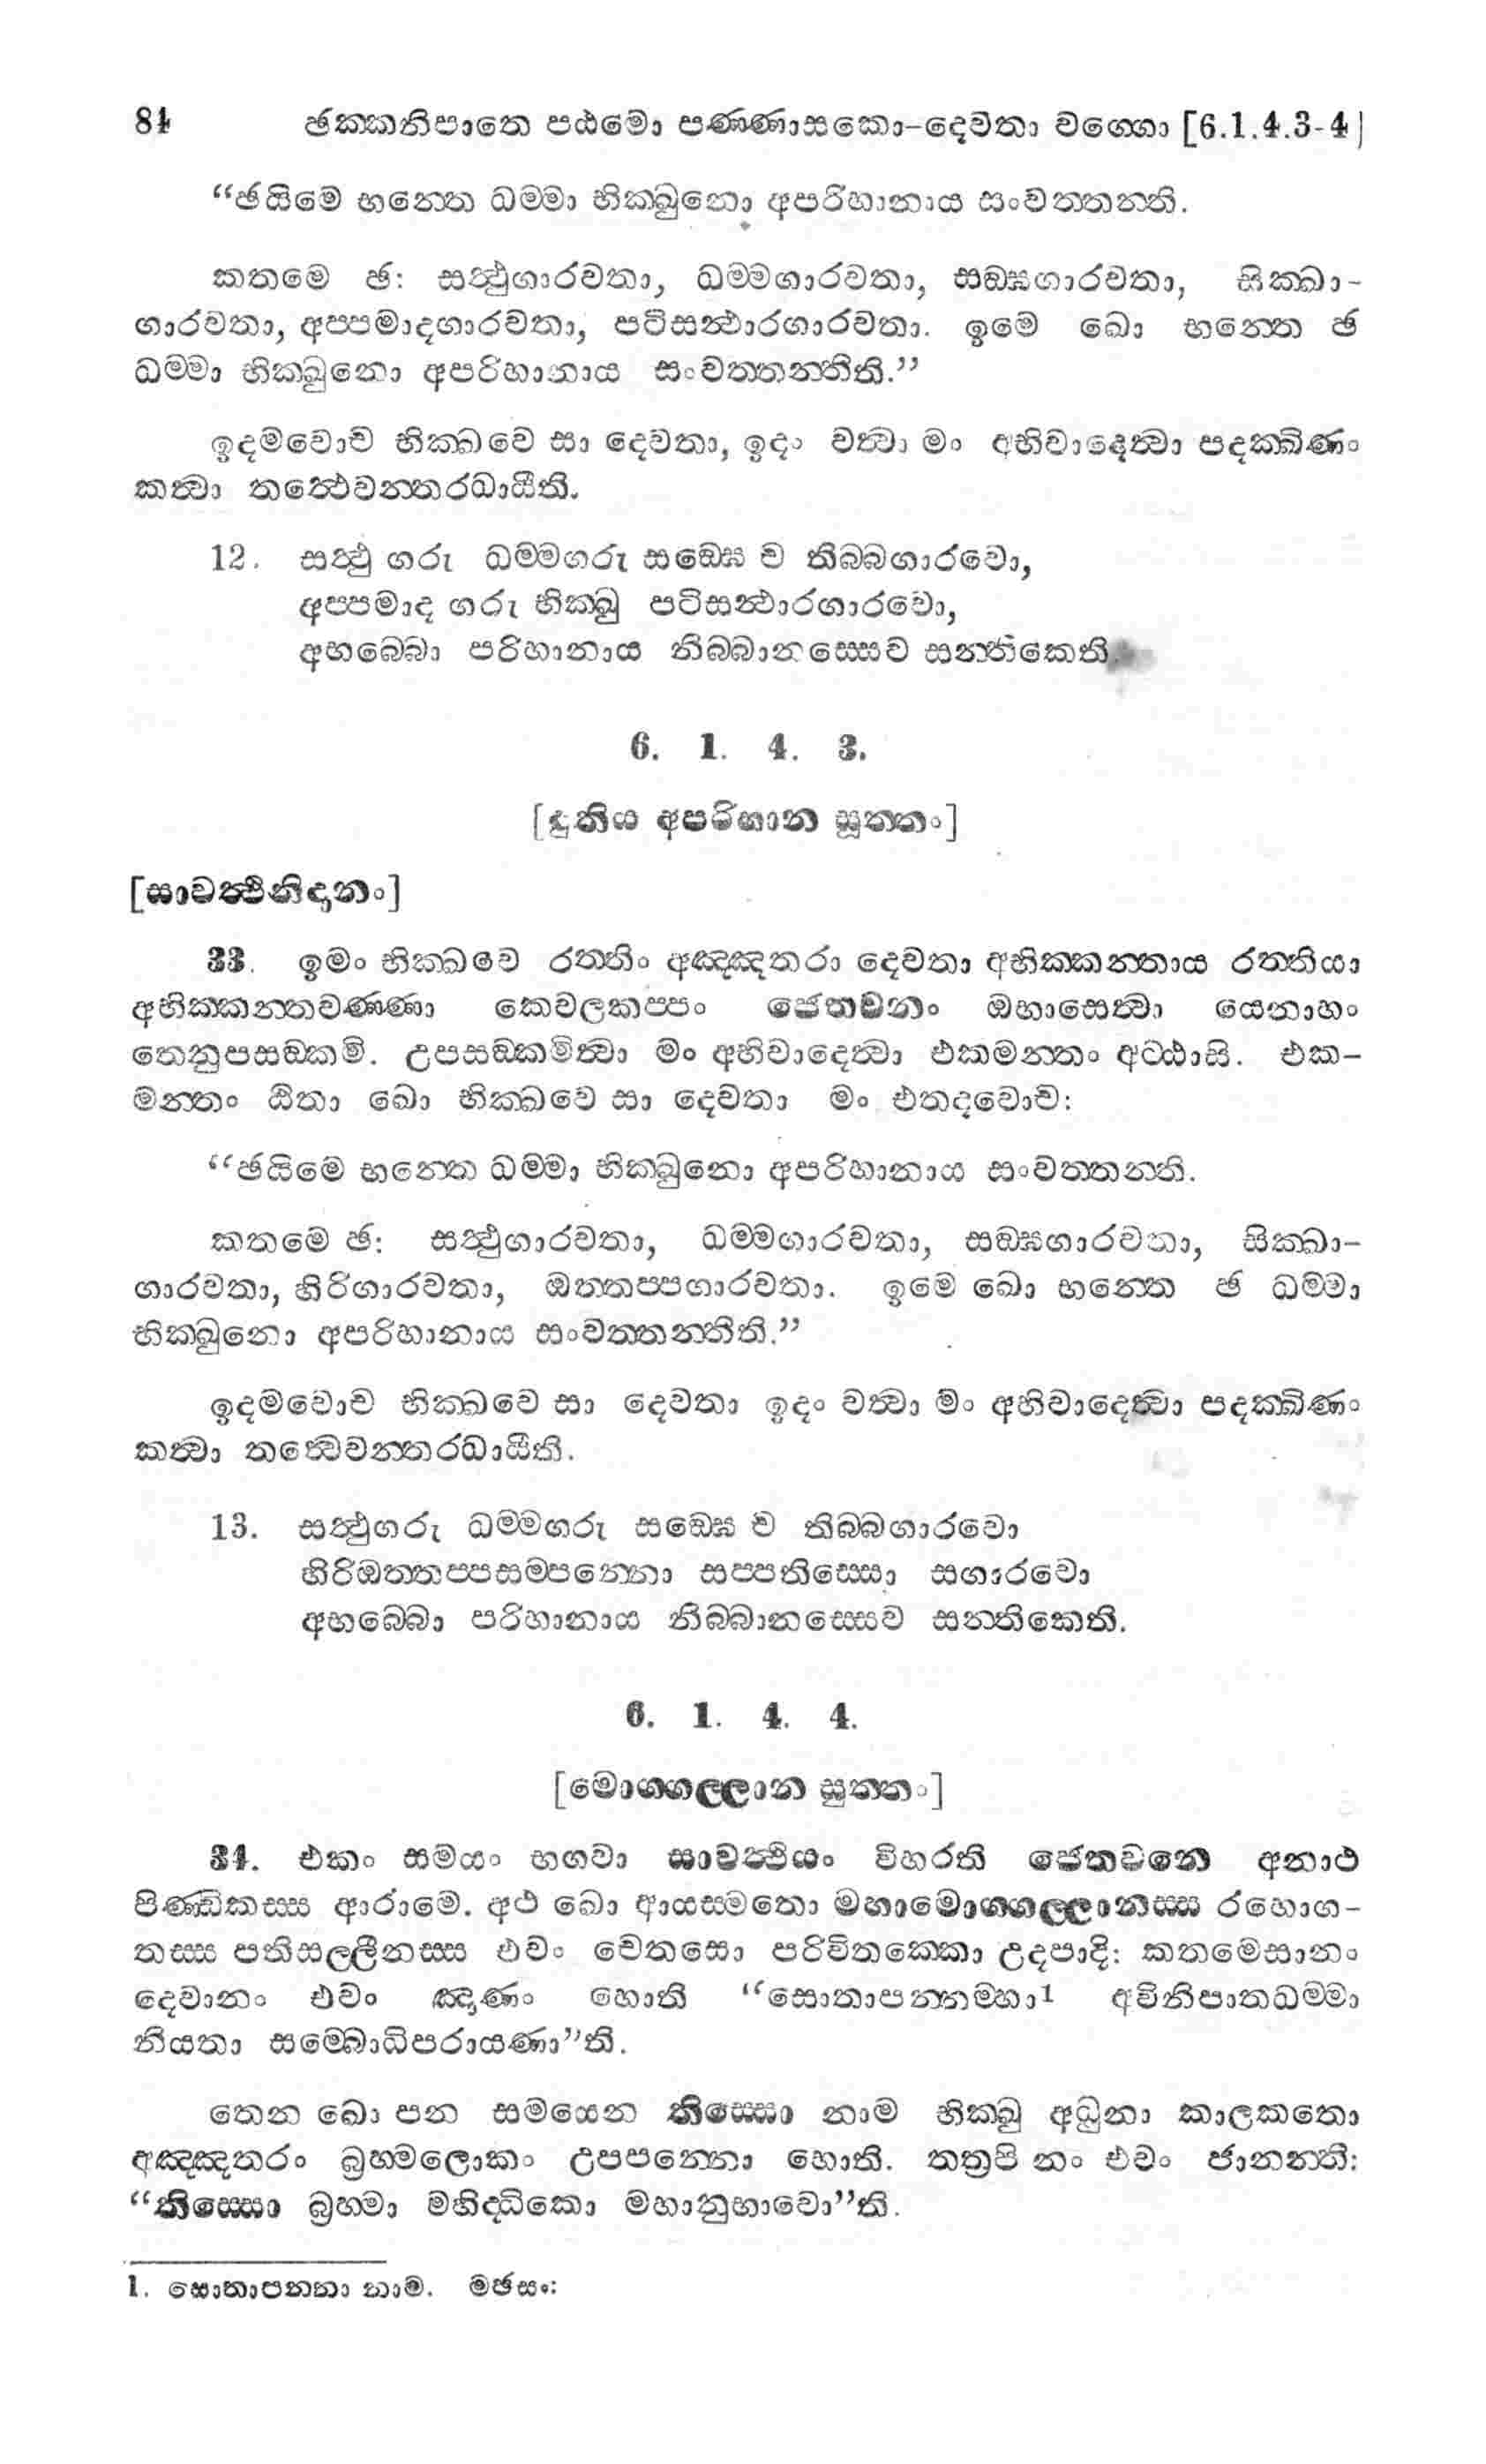 84 ඡක්කනිපාතෙ පඨමො පණ්ණාසකො-දෙවතා වග්ගො [6.1.4.3-4]
“ඡයිමෙ භන්තෙ ධම්මා භික්ඛුනො අපරිහානාය සංවත්තන්ති.
කතමෙ ඡ: සත්ථුගාරවතා, ධම්මගාරවතා, සඞ්ඝගාරවතා, සික්ඛා-
ගාරවතා, අප්පමාදගාරවතා, පටිසන්ථාරගාරවතා. ඉමෙ ඛො භන්තෙ ඡ
ධම්මා භික්ඛුනො අපරිහානාය සංවත්තන්තීති.”
ඉදමවොච භික්ඛවෙ සා දෙවතා, ඉදං වත්වා මං අභිවාදෙත්වා පදක්ඛිණං
කත්වා තත්ථෙවන්තරධායීති.
12. සත්ථු ගරු ධම්මගරු සඞ්ඝෙ ච තිබ්බගාරවො,
අප්පමාද ගරු භික්ඛු පටිසන්ථාරගාරවො,
අභබ්බො පරිහානාය නිබ්බානස්සෙව සන්තිකෙති.
6. 1. 4. 3.
[දුතිය අපරිහාන සූත්තං]
[සාවත්ථිනිදානං]
33. ඉමං භික්ඛවෙ රත්තිං අඤ්ඤතරා දෙවතා අභික්කන්තාය රත්තියා
අභික්කන්තවණ්ණා කෙවලකප්පං ජෙතවනං ඔභාසෙත්වා යෙනාහං
තෙනුපසඞ්කමි. උපසඞ්කමිත්වා මං අභිවාදෙත්වා එකමන්තං අට්ඨාසි. එක-
මන්තං ඨිතා ඛො භික්ඛවෙ සා දෙවතා මං එතදවොච:
“ඡයිමෙ භන්තෙ ධම්මා භික්ඛුනො අපරිහානාය සංවත්තන්ති.
කතමෙ ඡ: සත්ථුගාරවතා, ධම්මගාරවතා, සඞ්ඝගාරවතා, සික්ඛා-
ගාරවතා, හිරිගාරවතා, ඔත්තප්පගාරවතා. ඉමෙ ඛො භන්තෙ ඡ ධම්මා
භික්ඛුනො අපරිහානාය සංවත්තන්තීති.”
ඉදමවොච භික්ඛවෙ සා දෙවතා ඉදං වත්වා මං අභිවාදෙත්වා පදක්ඛිණං
කත්වා තත්ථෙවන්තරධායීති.
13. සත්ථුගරු ධම්මගරු සඞ්ඝෙ ච තිබ්බගාරවො
හිරිඔත්තප්පසම්පන්නො සප්පතිස්සො සගාරවො
අභබ්බො පරිහානාය නිබ්බානස්සෙව සන්තිකෙති.
6. 1. 4. 4.
[මොග්ගල්ලාන සුත්තං]
34. එකං සමයං භගවා සාවත්ථියං විහරති ජෙතවනෙ අනාථ
පිණ්ඩිකස්ස ආරාමෙ. අථ ඛො ආයස්මතො මහාමොග්ගල්ලානස්ස රහොග-
තස්ස පතිසල්ලීනස්ස එවං චෙතසො පරිවිතක්කො උදපාදි: කතමෙසානං
දෙවානං එවං ඤාණං හොති “සොතාපන්නම්හා1 අවිනිපාතධම්මා
නියතා සම්බොධිපරායණා”ති.
තෙන ඛො පන සමයෙන තිස්සො නාම භික්ඛු අධුනා කාලකතො
අඤ්ඤතරං බ්‍රහ්මලොකං උපපන්නො හොති. තත්‍රපි නං එවං ජානන්ති:
“තිස්සො බ්‍රහ්මා මහිද්ධිකො මහානුභාවො”ති.
1. සොතාපන්නා නාම. මඡසං: